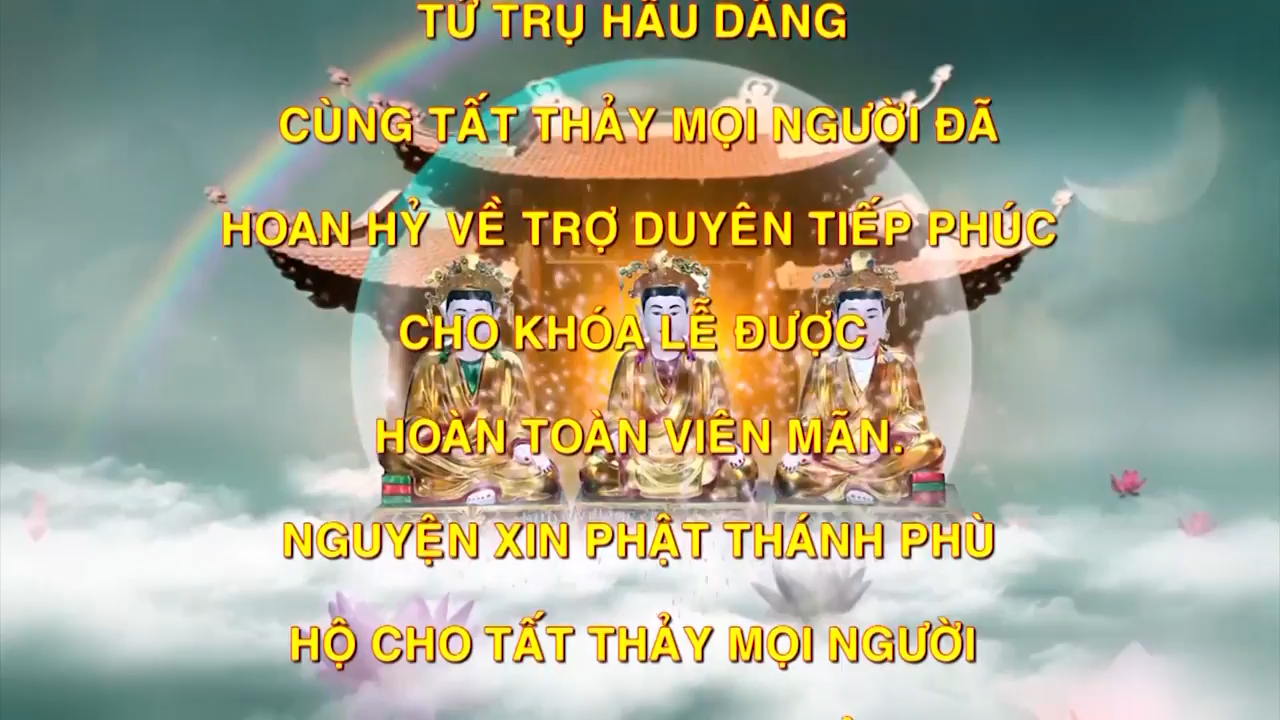 TỨ TRỤ HẦU DÂNG
CÙNG TẤT THẢY MỌI NGƯỜI ĐÃ
HOAN HỶ VỀ TRỢ DUYÊN TIẾP PHÚC
CHO KHÓA LỄ ĐƯỢC
HOÀN TOÀN VIÊN MÃN.
NGUYỆN XIN PHẬT THÁNH PHÙ
HỘ CHO TẤT THẢY MỌI NGƯỜI